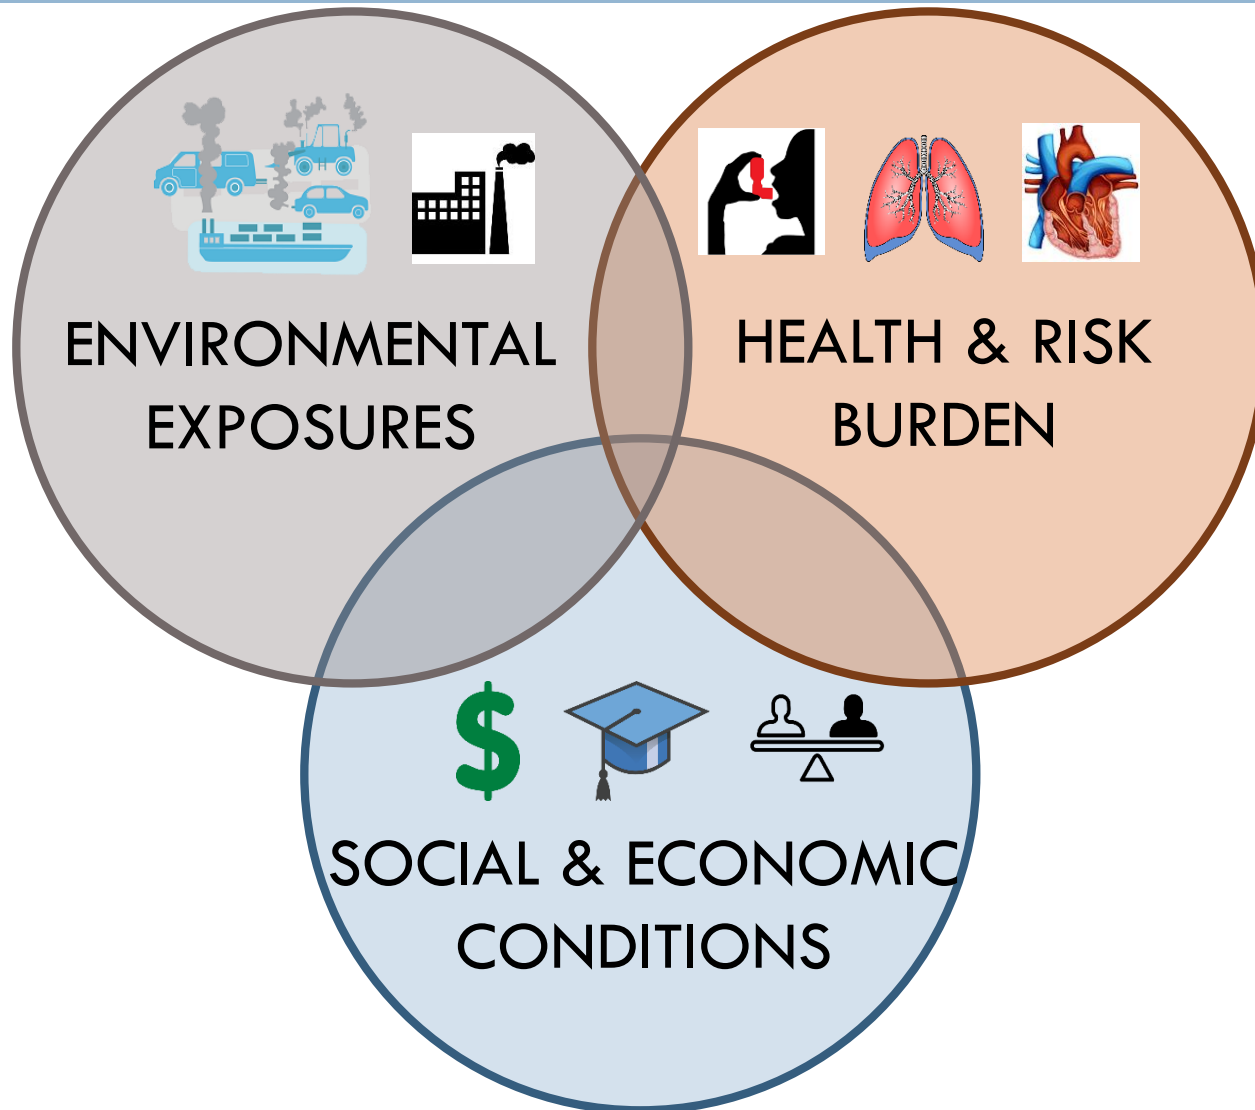 ENVIRONMENTAL
EXPOSURES
HEALTH & RISK
BURDEN
$
SOCIAL & ECONOMIC
CONDITIONS